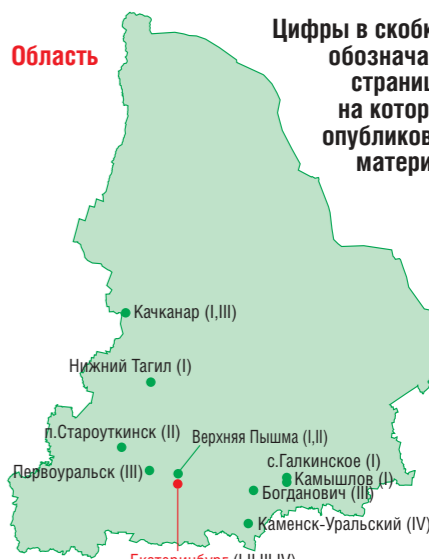 Область
Цифры в
обознача
страниц
на котор
опубликов
матери
Качканар (I,III)
Нижний Тагил (I)
п.Староуткинск (II)
Верхняя Пышма (I,II)
с.Галкинское (I)
Первоуральск (III)
Камышлов (I)
Богданович (III)
Каменск-Уральский (IV)